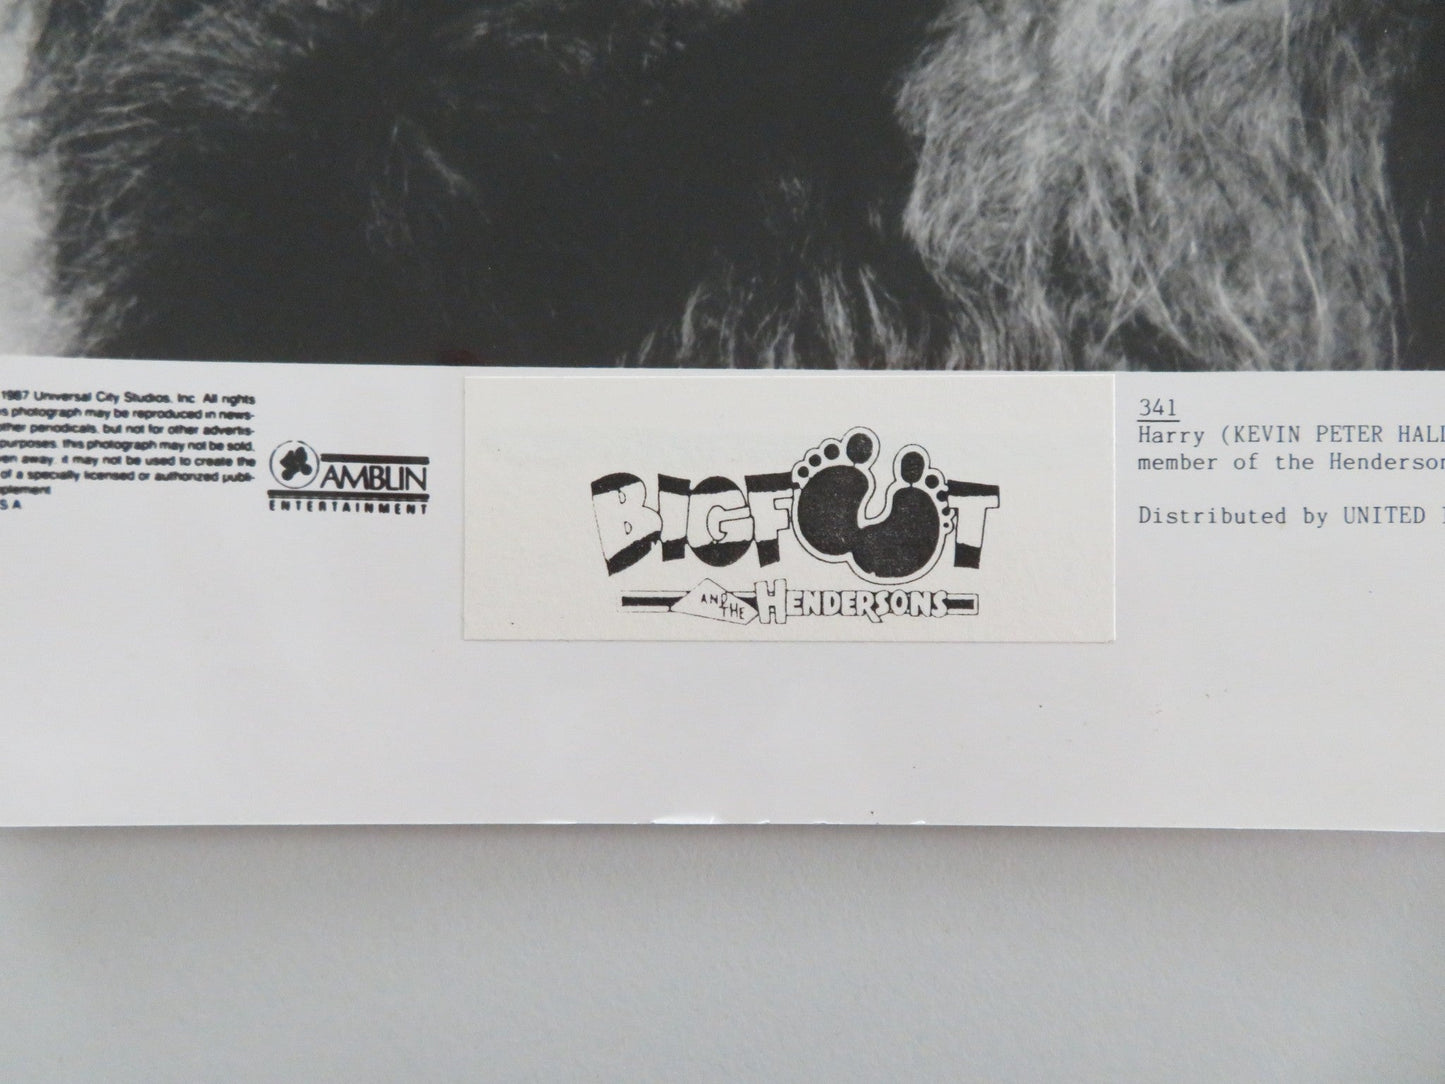 1987 Universal City Studios, Inc. All rights
photograph may be reproduced in news-
other periodicals, but not for other advertis-
purposes. this photograph may not be sold,
away. it may not be used to create the
of a specially licensed or authorized publi-
AMBLIN
ENTERTAINMENT
BIGFOOT
AND THE HENDERSONS
341
Harry (KEVIN PETER HALL
member of the Henderson
Distributed by UNITED